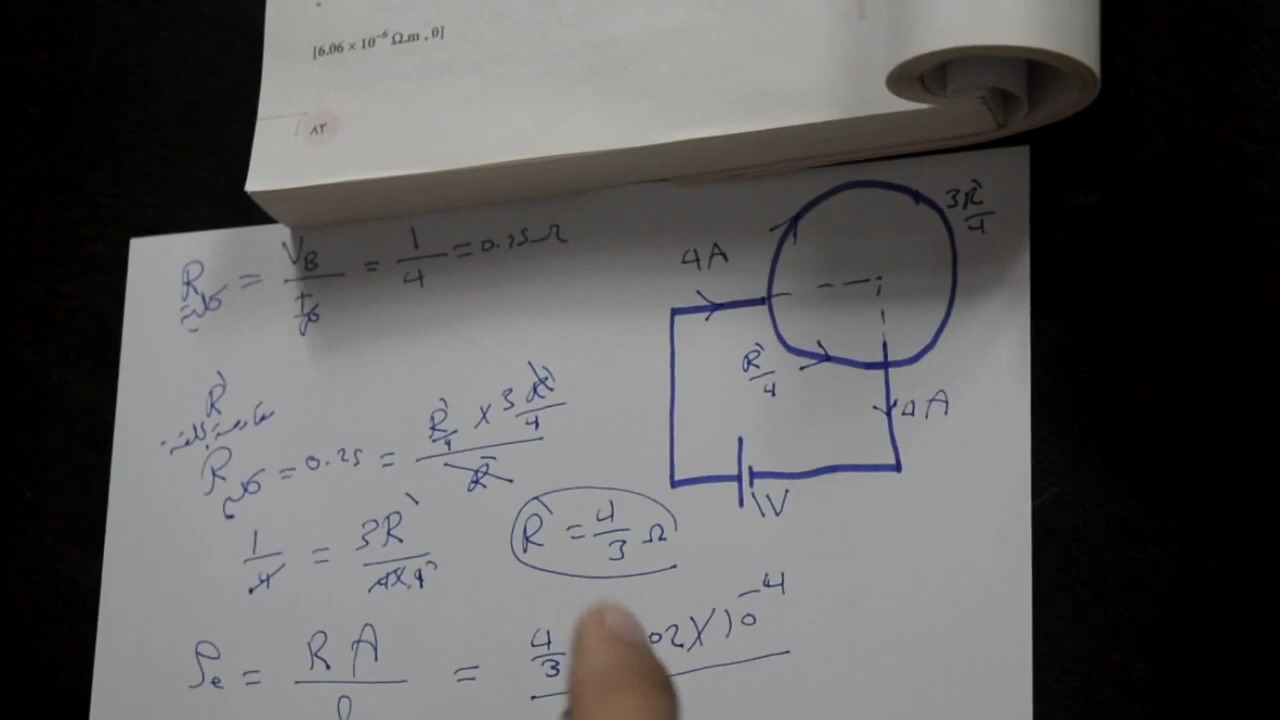 [6.06 × 10⁻⁶ Ω.m , 0]
٨٣
R = V_B / I = 1/4 = 0.25 Ω
4A
3R'/4
R'/4
4A
1V
R'
R = 0.25 = R'/4 × 3R'/4 / R'
1/4 = 3R'/4×4
R' = 4/3 Ω
ρe = RA / l = 4/3 02 × 10⁻⁴